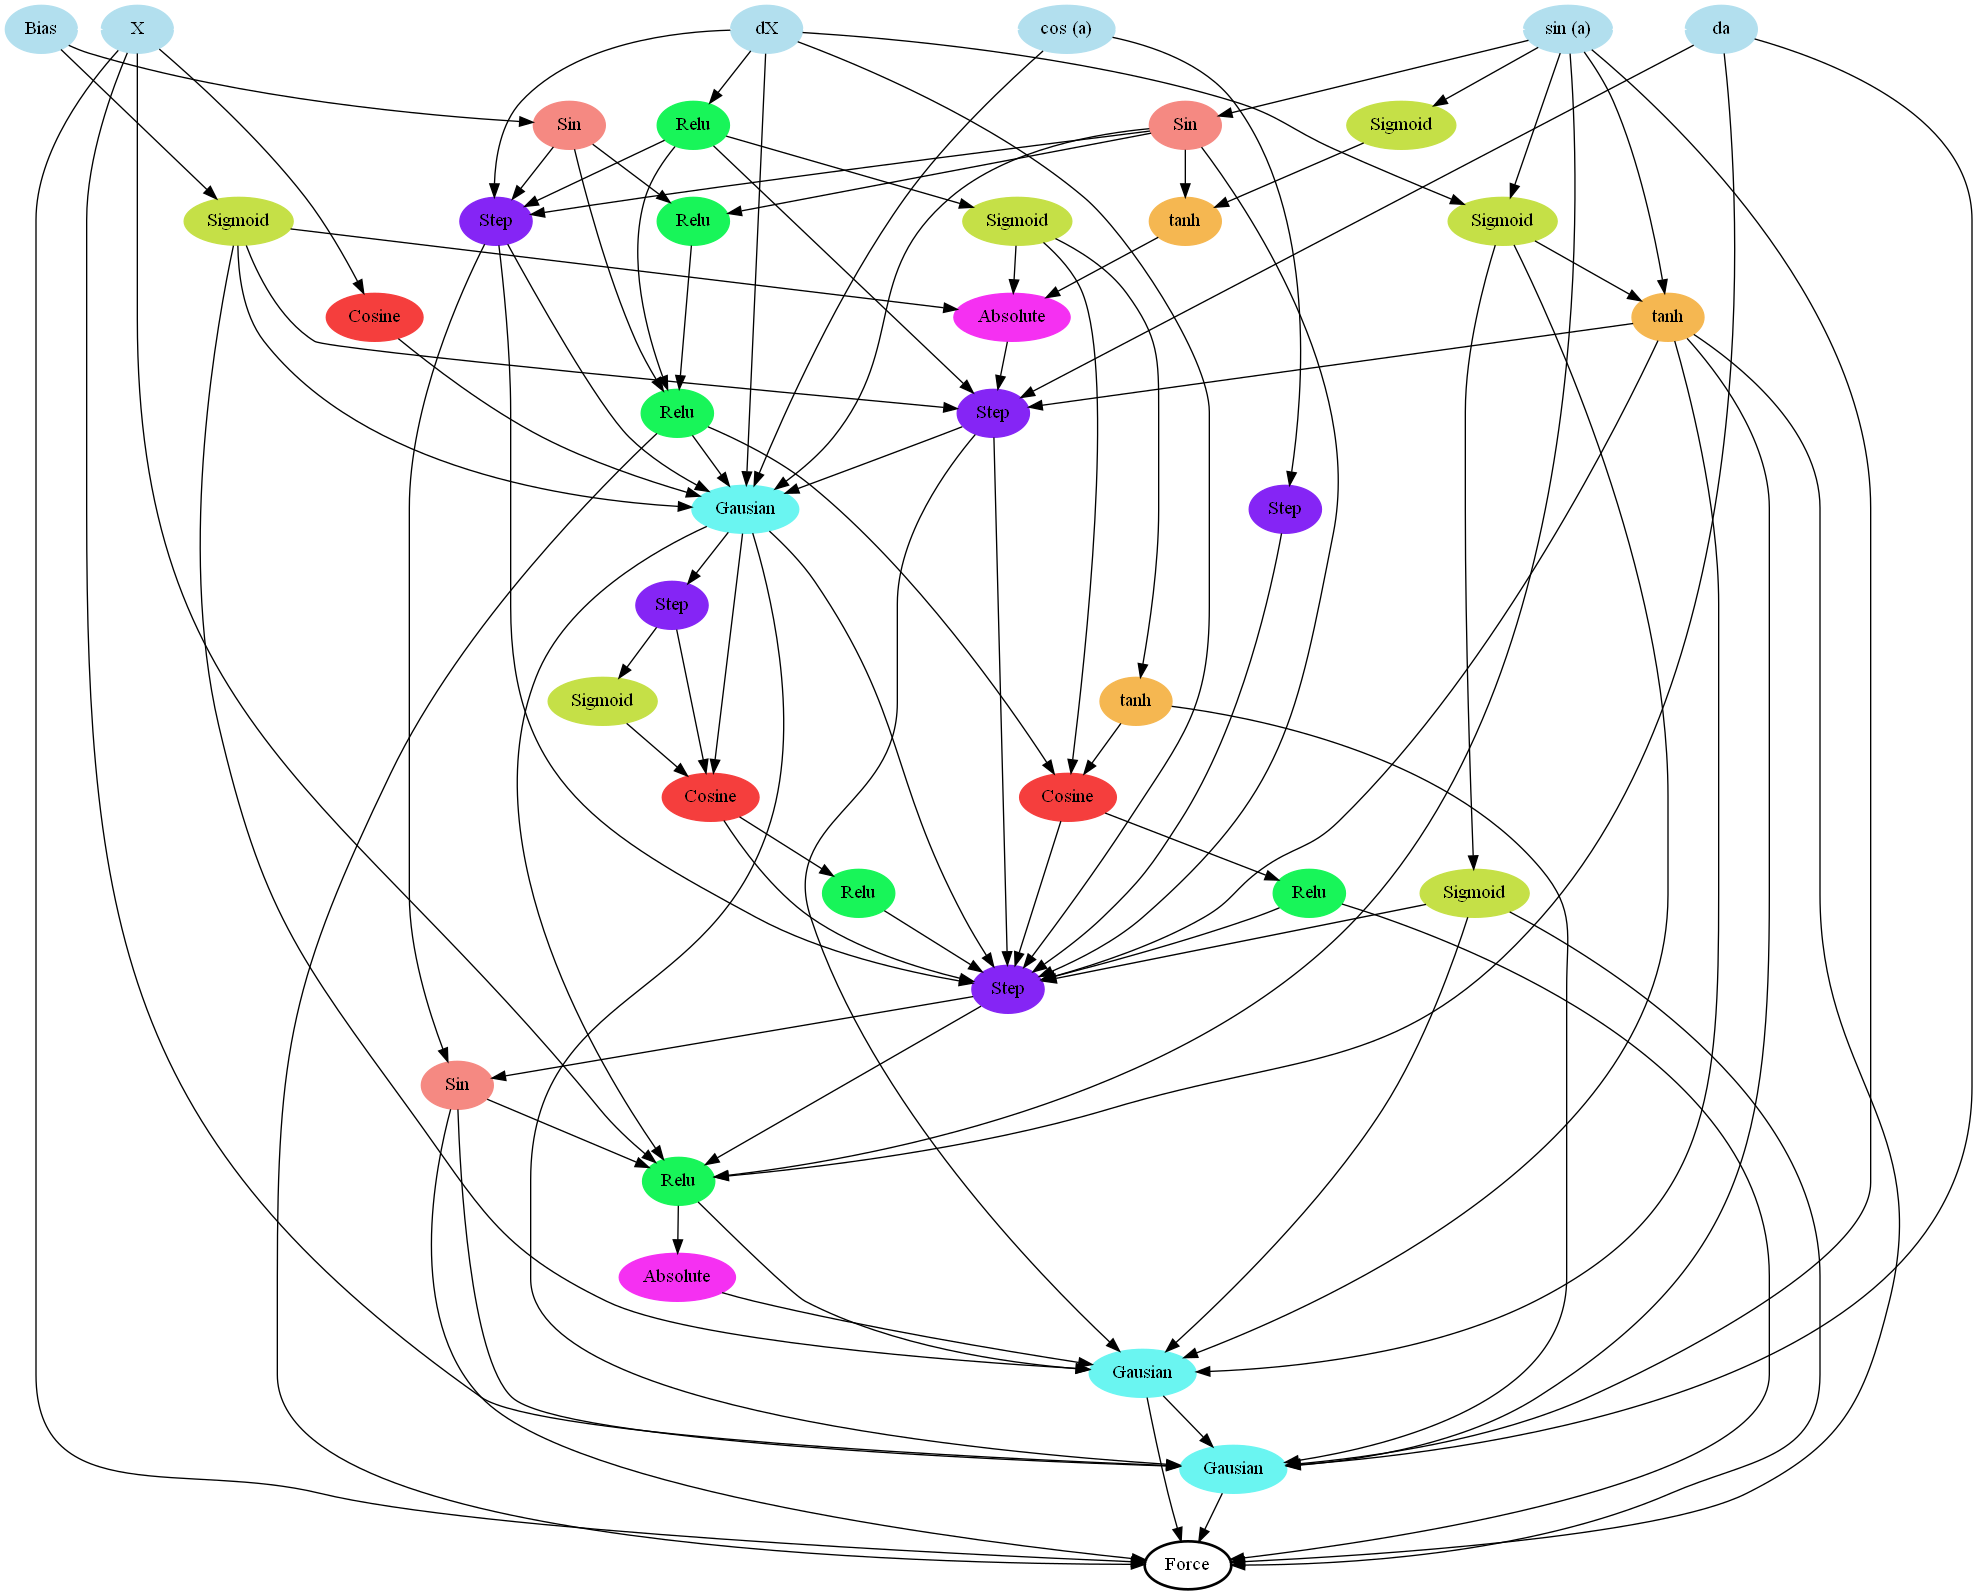 Bias
X
dX
cos (a)
sin (a)
da
Sin
Relu
Sin
Sigmoid
Sigmoid
Step
Relu
Sigmoid
tanh
Sigmoid
Cosine
Absolute
tanh
Relu
Step
Gausian
Step
Step
Sigmoid
tanh
Cosine
Cosine
Relu
Relu
Sigmoid
Step
Sin
Relu
Absolute
Gausian
Gausian
Force